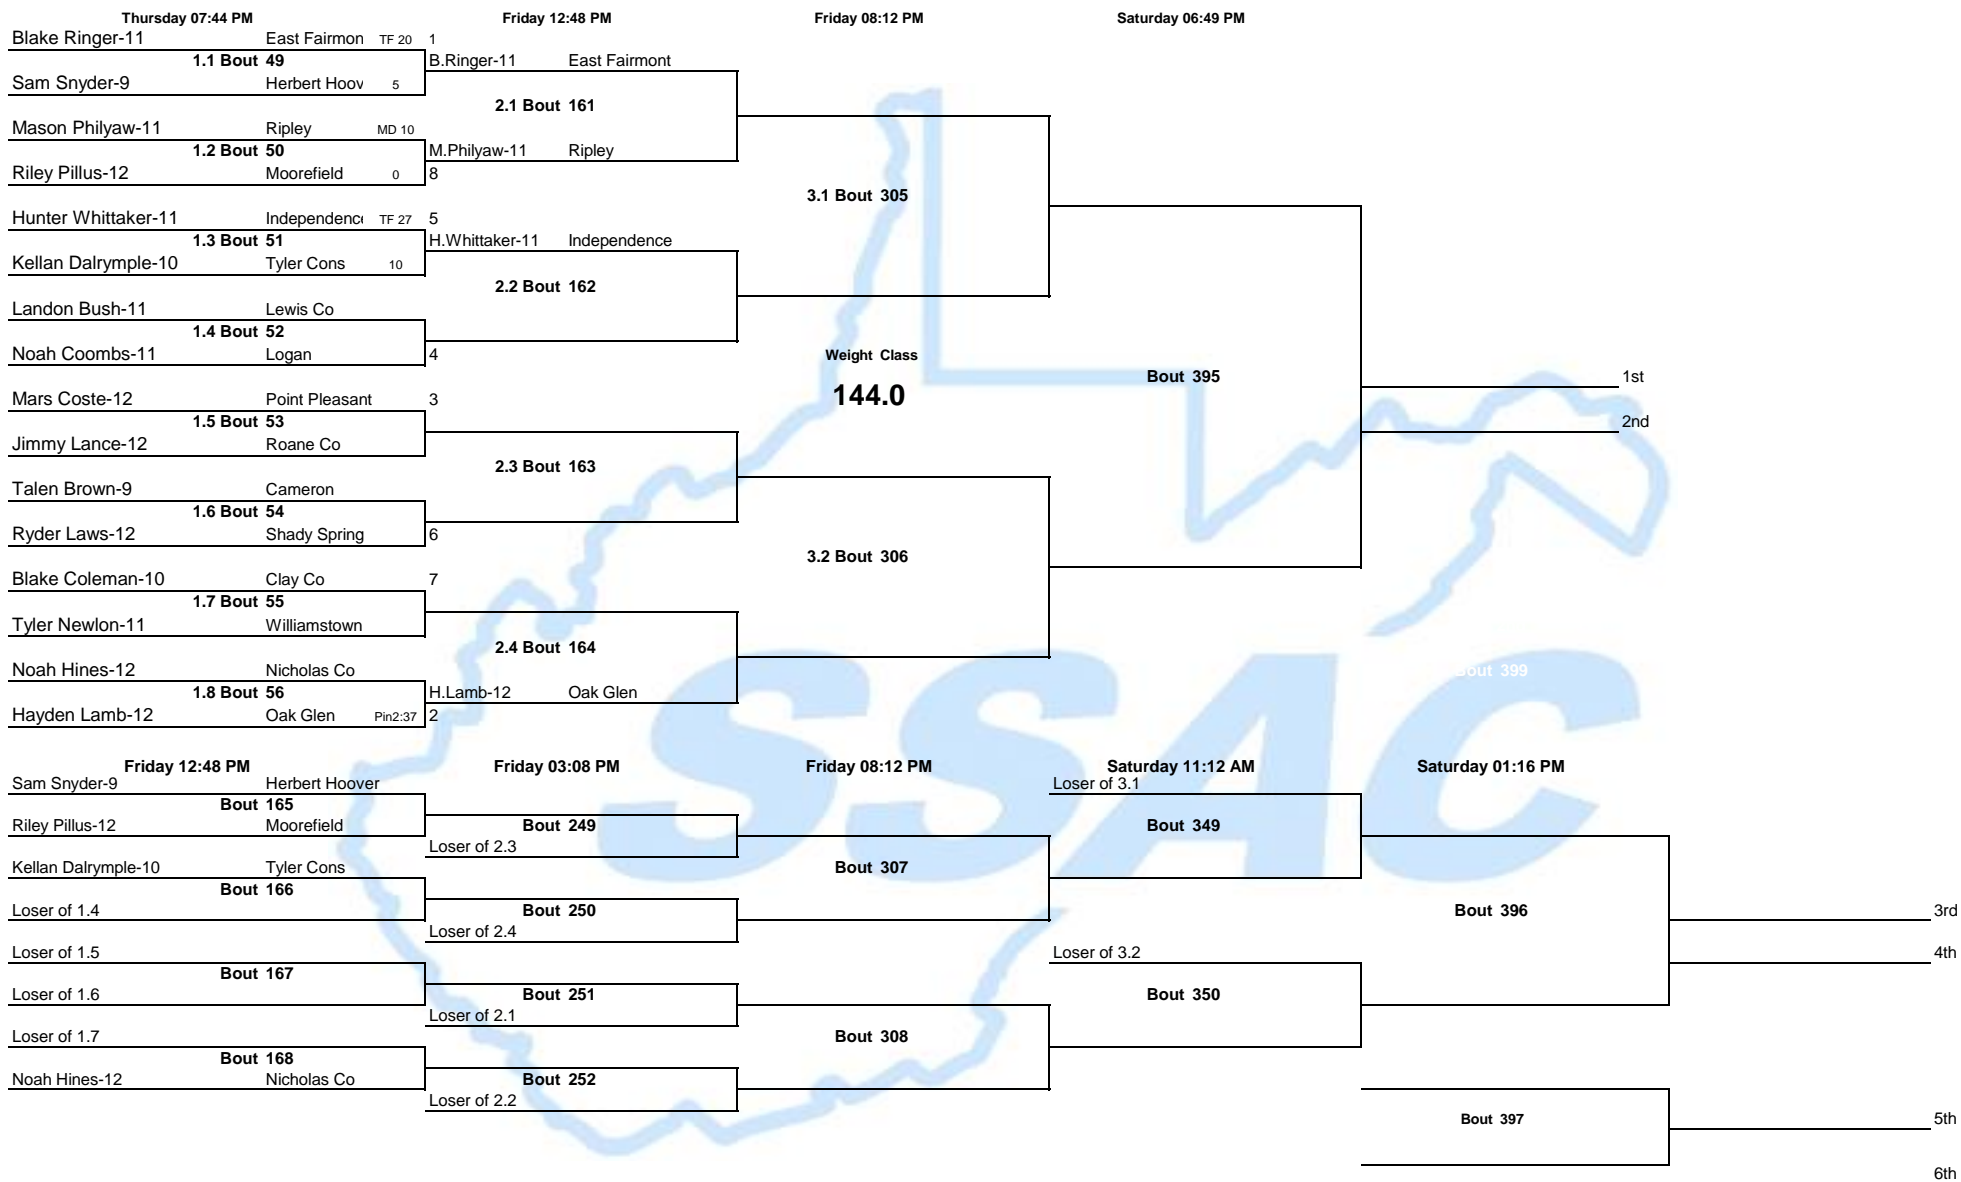 Thursday 07:44 PM Friday 12:48 PM Friday 08:12 PM Saturday 06:49 PM
Blake Ringer-11 East Fairmon TF 20 1
1.1 Bout 49 B.Ringer-11 East Fairmont
Sam Snyder-9 Herbert Hoov 5
2.1 Bout 161
Mason Philyaw-11 Ripley MD 10
1.2 Bout 50 M.Philyaw-11 Ripley
Riley Pillus-12 Moorefield 0 8
3.1 Bout 305
Hunter Whittaker-11 Independence TF 27 5
1.3 Bout 51 H.Whittaker-11 Independence
Kellan Dalrymple-10 Tyler Cons 10
2.2 Bout 162
Landon Bush-11 Lewis Co
1.4 Bout 52
Noah Coombs-11 Logan 4
Weight Class
144.0
Bout 395
1st
Mars Coste-12 Point Pleasant 3
1.5 Bout 53
2nd
Jimmy Lance-12 Roane Co
2.3 Bout 163
Talen Brown-9 Cameron
1.6 Bout 54
Ryder Laws-12 Shady Spring 6
3.2 Bout 306
Blake Coleman-10 Clay Co 7
1.7 Bout 55
Tyler Newlon-11 Williamstown
2.4 Bout 164
Noah Hines-12 Nicholas Co
Bout 399
1.8 Bout 56 H.Lamb-12 Oak Glen
Hayden Lamb-12 Oak Glen Pin2:37 2
SSAC
Friday 12:48 PM Friday 03:08 PM Friday 08:12 PM Saturday 11:12 AM Saturday 01:16 PM
Sam Snyder-9 Herbert Hoover Loser of 3.1
Bout 165
Riley Pillus-12 Moorefield Bout 249 Bout 349
Loser of 2.3
Kellan Dalrymple-10 Tyler Cons Bout 307
Bout 166
Loser of 1.4 Bout 250 Bout 396 3rd
Loser of 2.4
Loser of 1.5 Loser of 3.2 4th
Bout 167
Loser of 1.6 Bout 251 Bout 350
Loser of 2.1
Loser of 1.7 Bout 308
Bout 168
Noah Hines-12 Nicholas Co Bout 252
Loser of 2.2
Bout 397 5th
6th